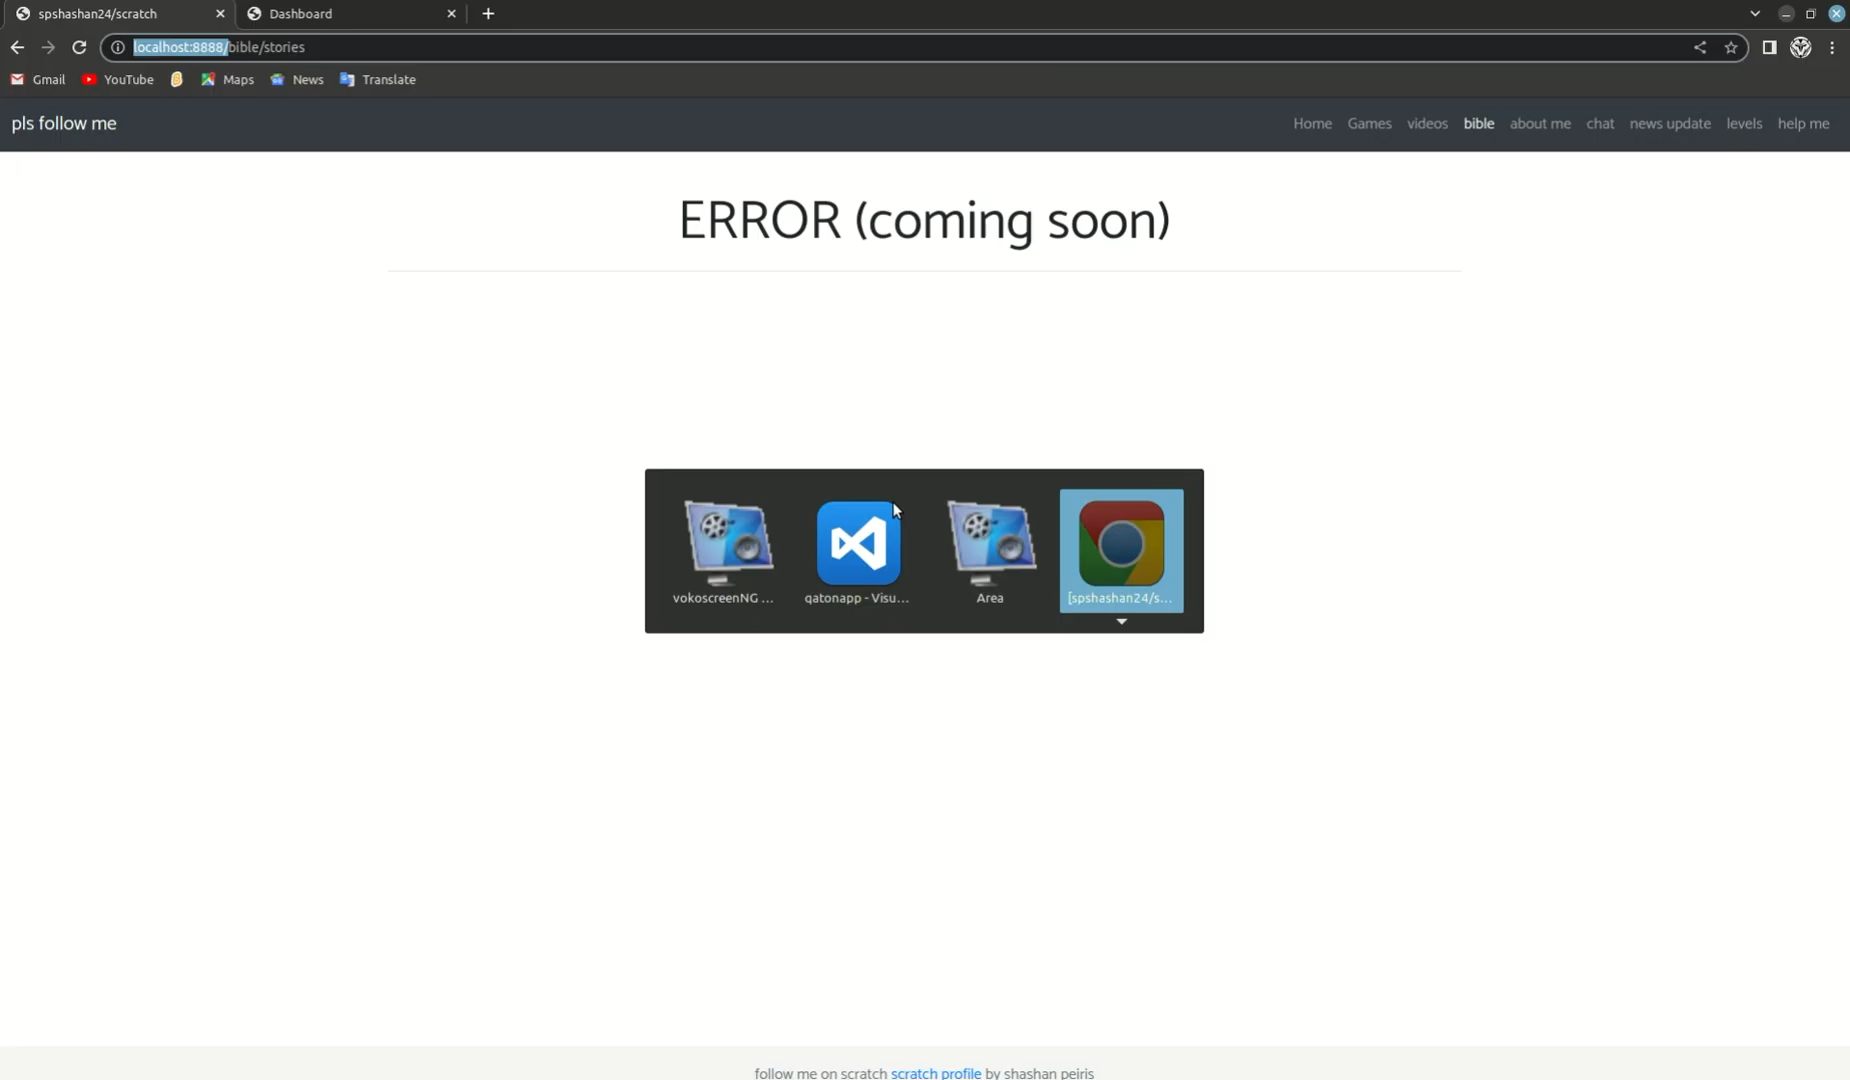 spshashan24/scratch
Dashboard
localhost:8888/bible/stories
Gmail YouTube Maps News Translate
pls follow me
Home Games videos bible about me chat news update levels help me
ERROR (coming soon)
vokoscreenNG ... qatonapp - Visu... Area [spshashan24/s...
follow me on scratch scratch profile by shashan peiris